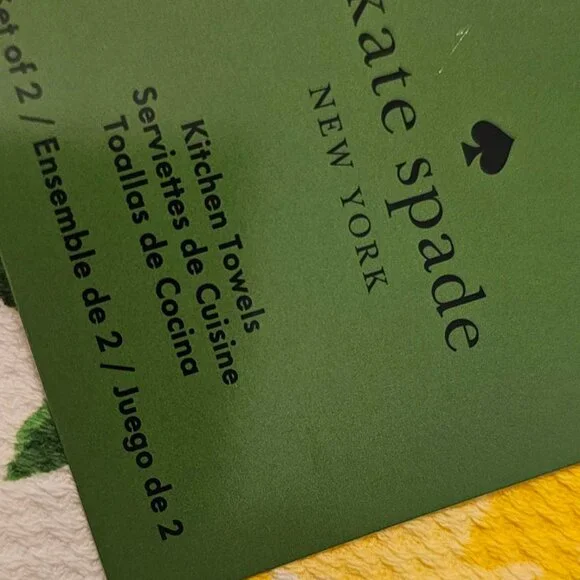 kate spade
NEW YORK
Kitchen Towels
Serviettes de Cuisine
Toallas de Cocina
of 2 / Ensemble de 2 / Juego de 2